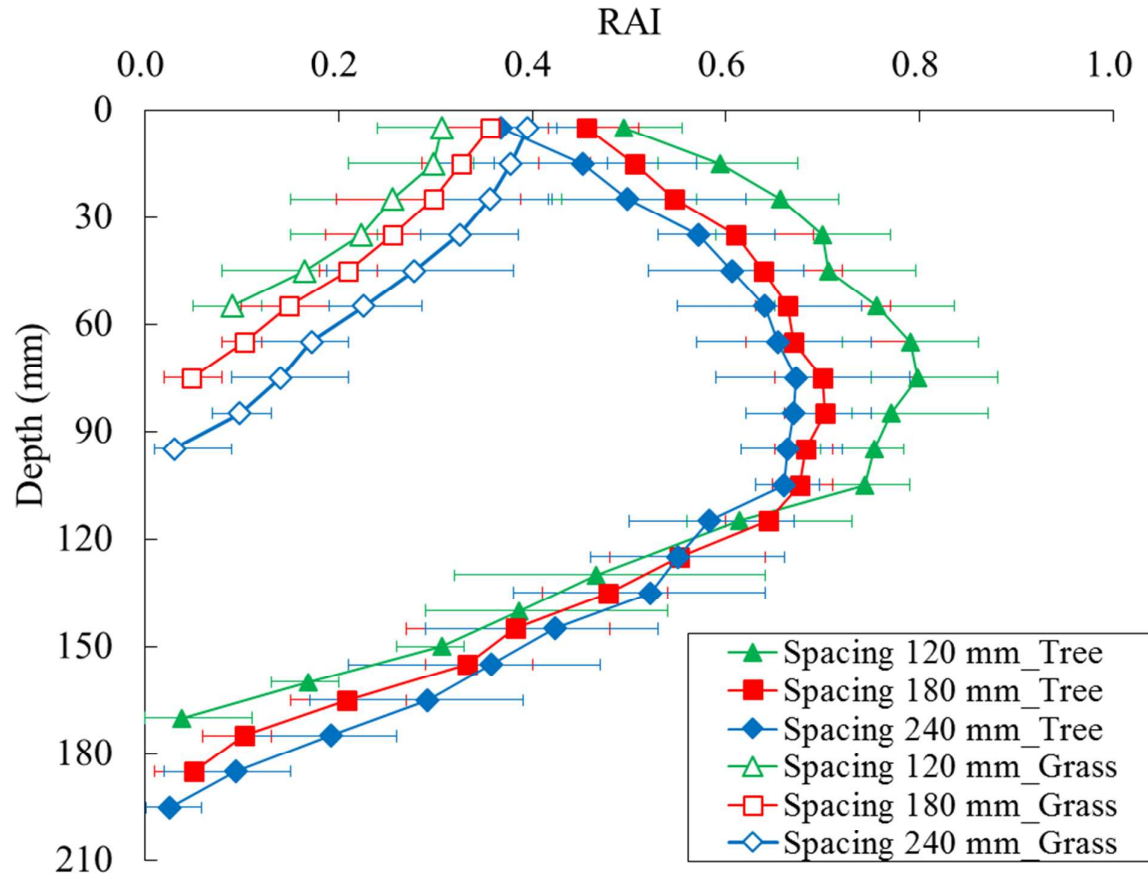 RAI
0.0 0.2 0.4 0.6 0.8 1.0
Depth (mm)
0
30
60
90
120
150
180
210
Spacing 120 mm_Tree
Spacing 180 mm_Tree
Spacing 240 mm_Tree
Spacing 120 mm_Grass
Spacing 180 mm_Grass
Spacing 240 mm_Grass